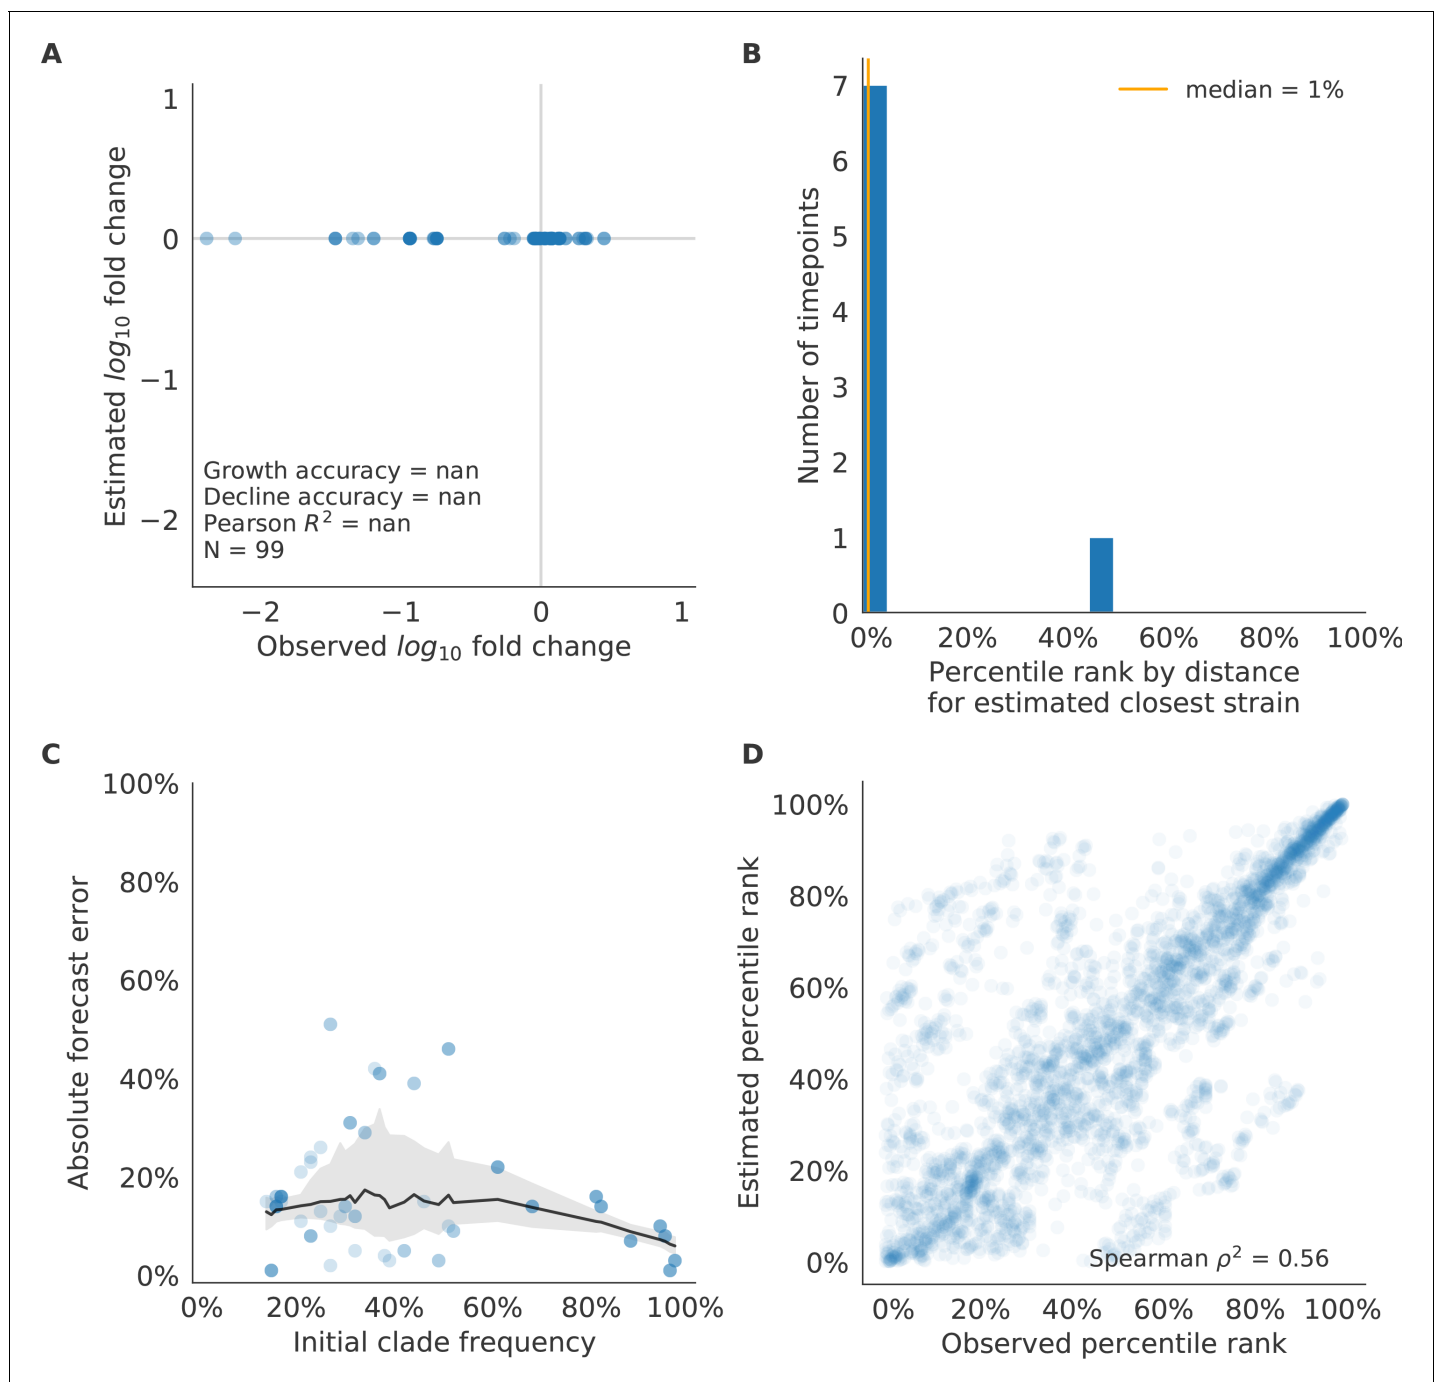 A
1
0
−1
−2
Estimated log10 fold change
Growth accuracy = nan
Decline accuracy = nan
Pearson R2 = nan
N = 99
−2 −1 0 1
Observed log10 fold change
B
7
6
5
4
3
2
1
0
Number of timepoints
median = 1%
0% 20% 40% 60% 80% 100%
Percentile rank by distance
for estimated closest strain
C
100%
80%
60%
40%
20%
0%
Absolute forecast error
0% 20% 40% 60% 80% 100%
Initial clade frequency
D
100%
80%
60%
40%
20%
0%
Estimated percentile rank
Spearman ρ2 = 0.56
0% 20% 40% 60% 80% 100%
Observed percentile rank